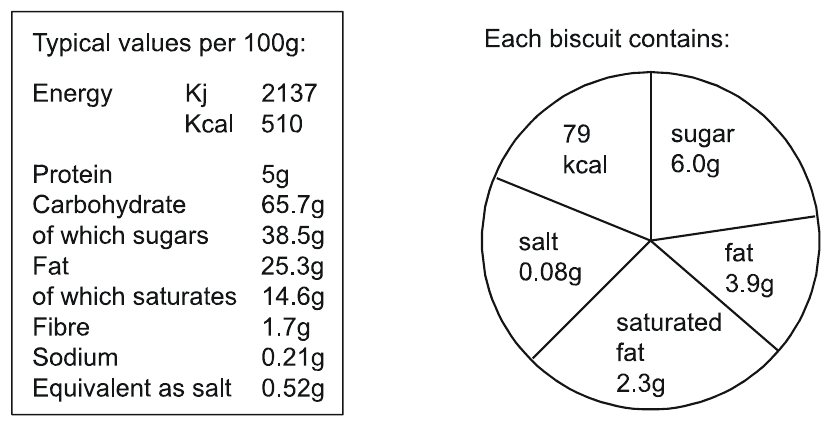 Typical values per 100g:
Energy Kj 2137
Kcal 510
Protein 5g
Carbohydrate 65.7g
of which sugars 38.5g
Fat 25.3g
of which saturates 14.6g
Fibre 1.7g
Sodium 0.21g
Equivalent as salt 0.52g
Each biscuit contains:
79
kcal
sugar
6.0g
salt
0.08g
fat
3.9g
saturated
fat
2.3g